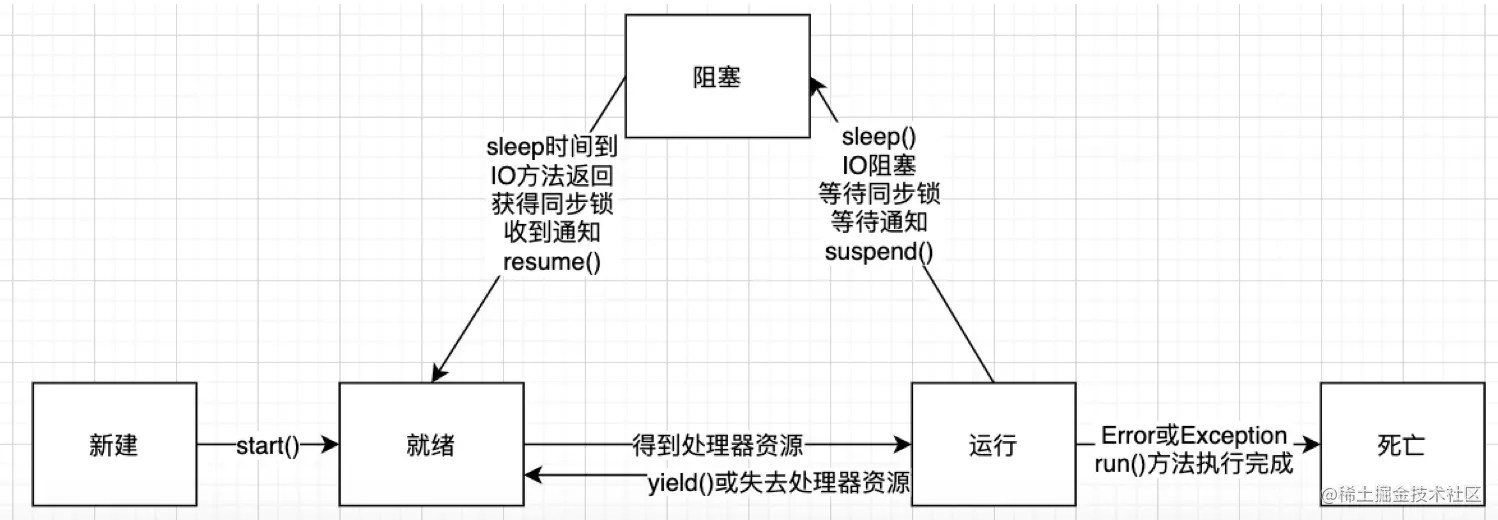 阻塞
sleep时间到
IO方法返回
获得同步锁
收到通知
resume()
sleep()
IO阻塞
等待同步锁
等待通知
suspend()
新建
start()
就绪
得到处理器资源
yield()或失去处理器资源
运行
Error或Exception
run()方法执行完成
死亡
@稀土掘金技术社区